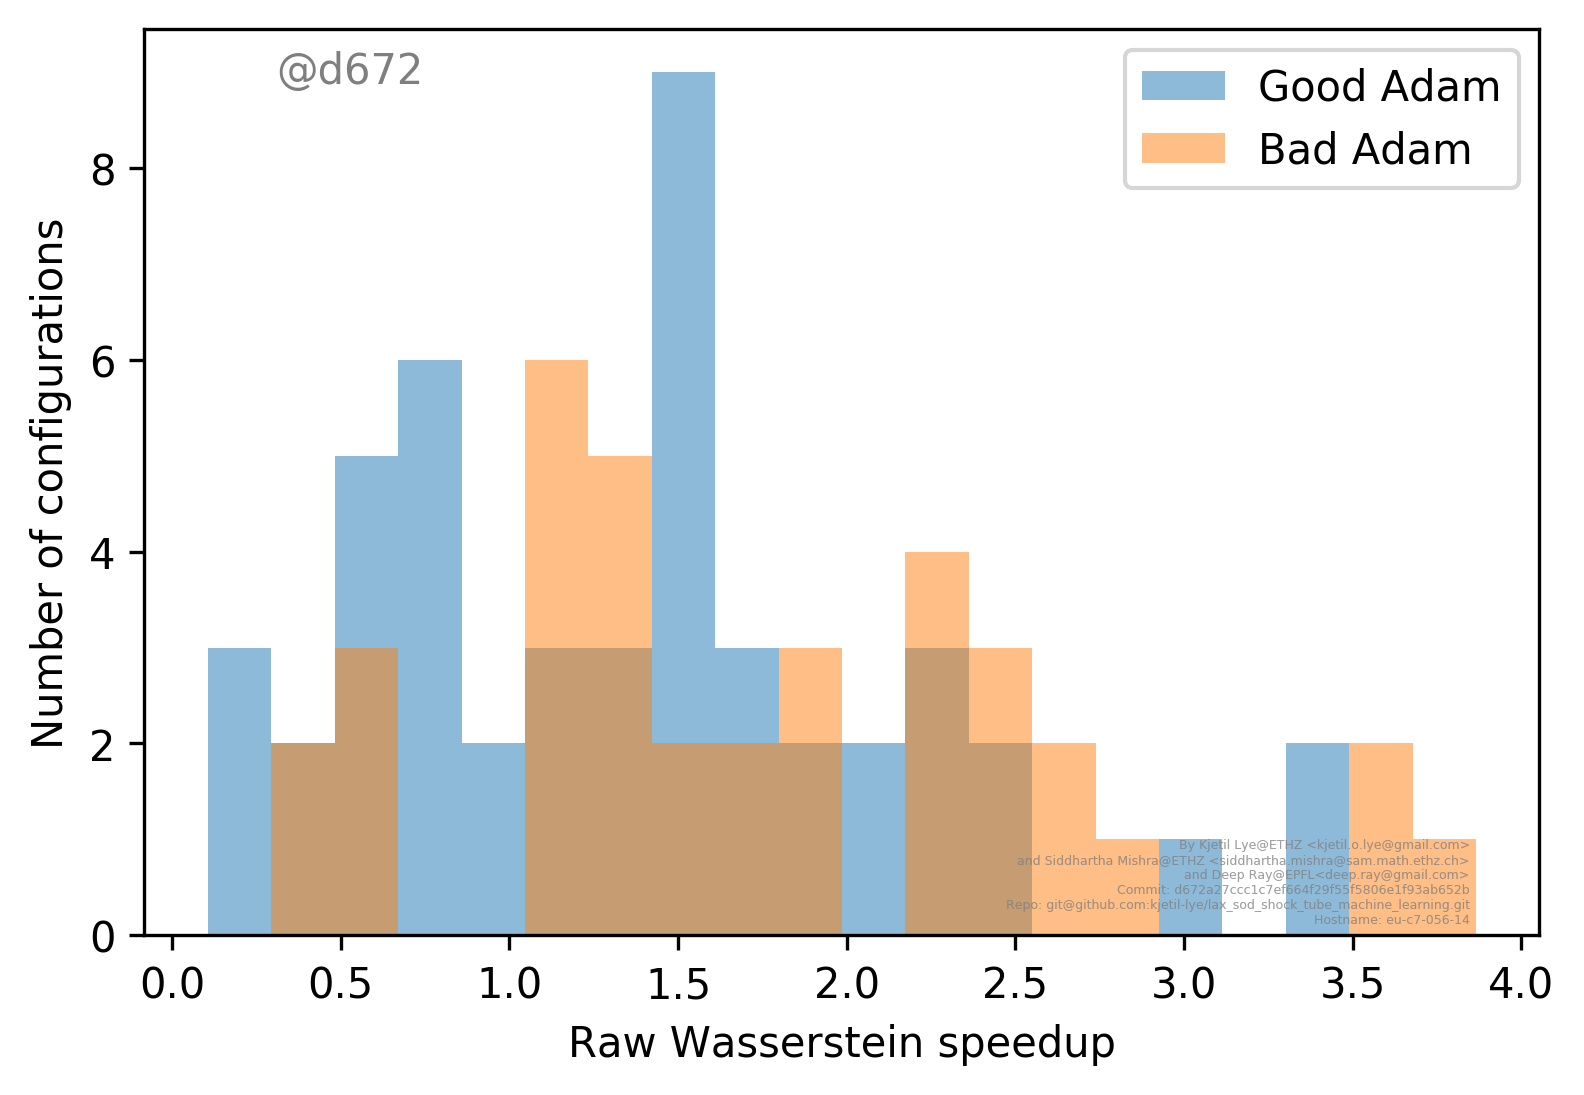 @d672
Good Adam
Bad Adam
Number of configurations
8
6
4
2
0
By Kjetil Lye@ETHZ <kjetil.o.lye@gmail.com>
and Siddhartha Mishra@ETHZ <siddhartha.mishra@sam.math.ethz.ch>
and Deep Ray@EPFL<deep.ray@gmail.com>
Commit: d672a27ccc1c7ef664f29f55f5806e1f93ab652b
Repo: git@github.com:kjetil-lye/lax_sod_shock_tube_machine_learning.git
Hostname: eu-c7-056-14
0.0 0.5 1.0 1.5 2.0 2.5 3.0 3.5 4.0
Raw Wasserstein speedup